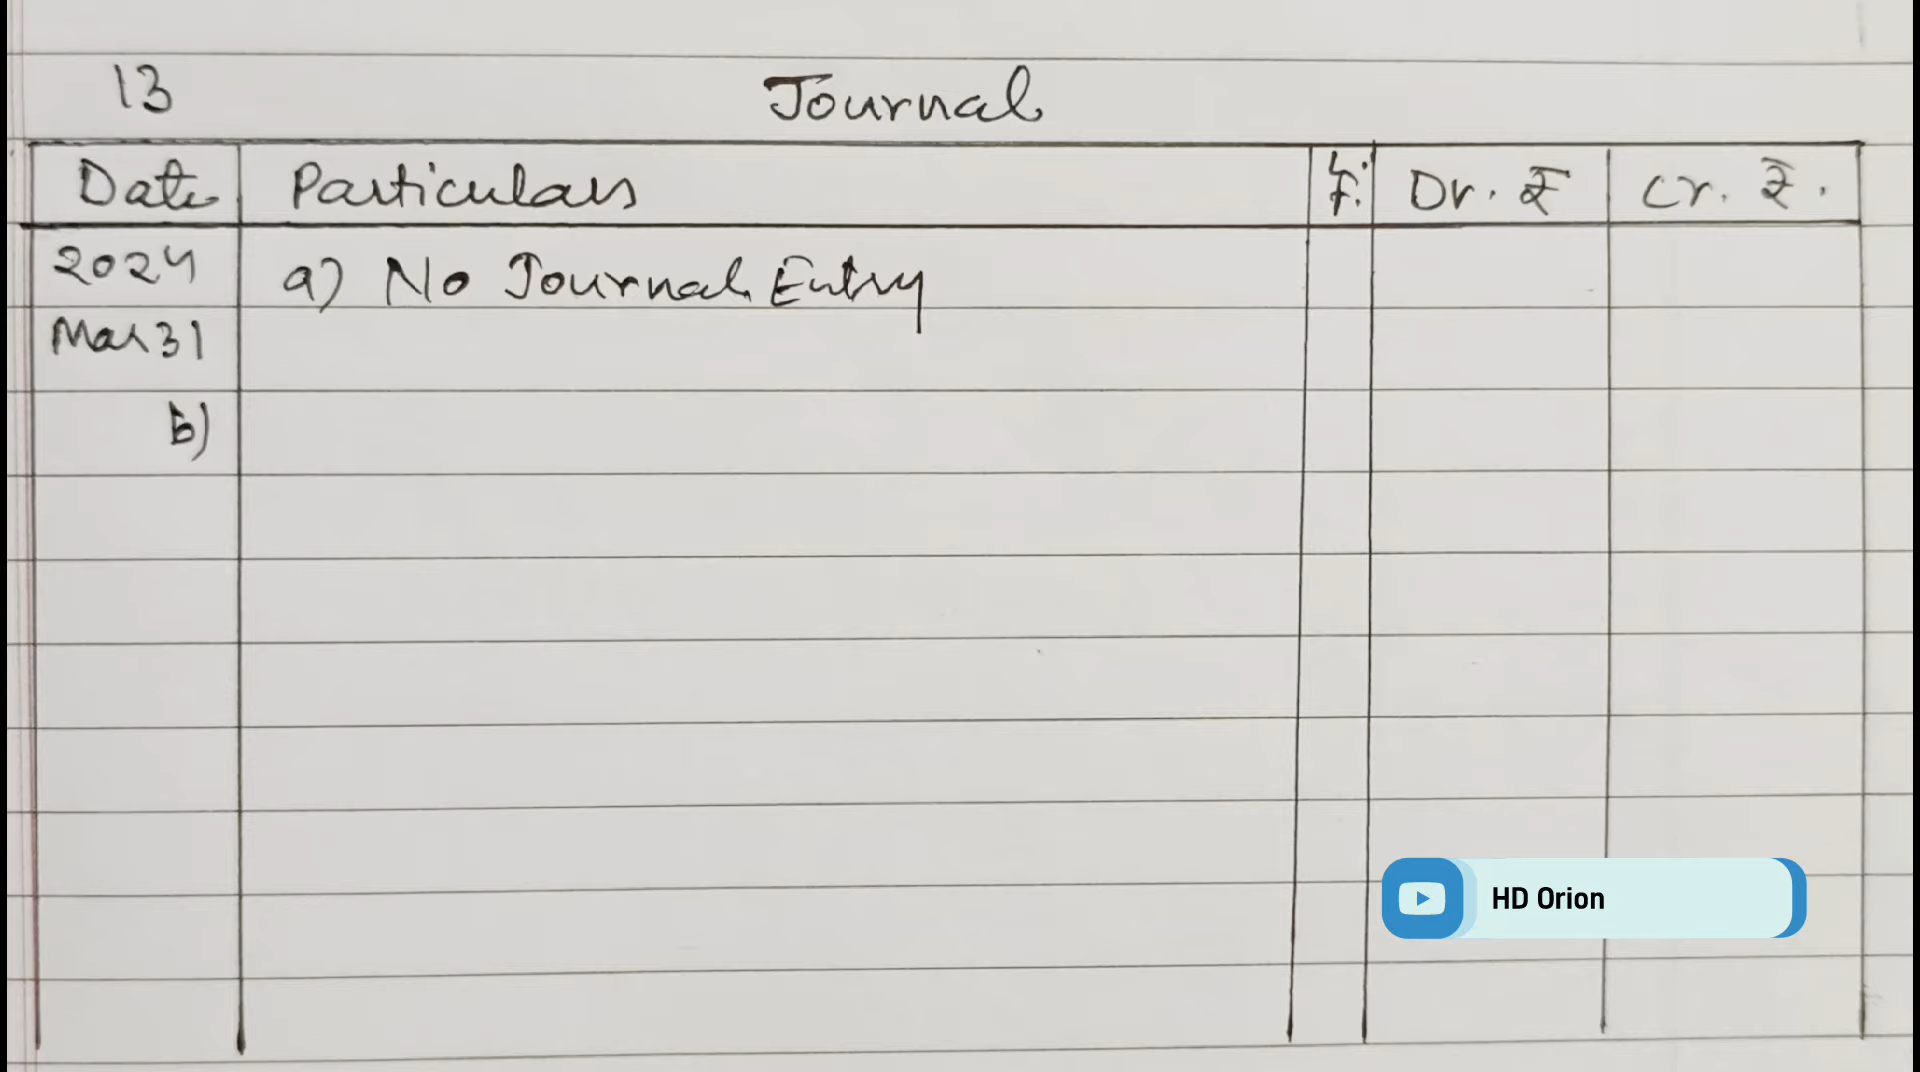 13
Journal
Date Particulars L.F. Dr. ₹ Cr. ₹.
2024 a) No Journal Entry
Mar 31
b)
HD Orion